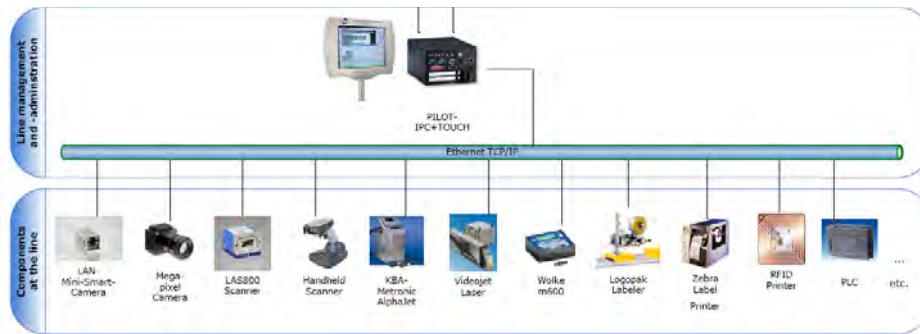 Line management
and -adminstration
PILOT-
IPC+TOUCH
Ethernet TCP/IP
Components
at the line
LAN-
Mini-Smart-
Camera
Mega-
pixel
Camera
LAS800
Scanner
Handheld
Scanner
KBA-
Metronic
AlphaJet
Videojet
Laser
Wolke
m600
Logopak
Labeler
Zebra
Label
Printer
RFID
Printer
PLC
...
etc.